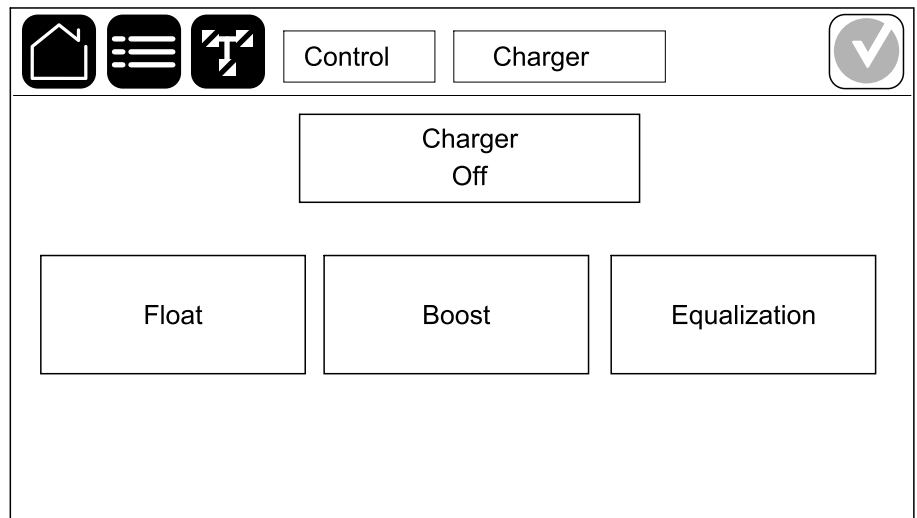 Control
Charger
Charger
Off
Float
Boost
Equalization